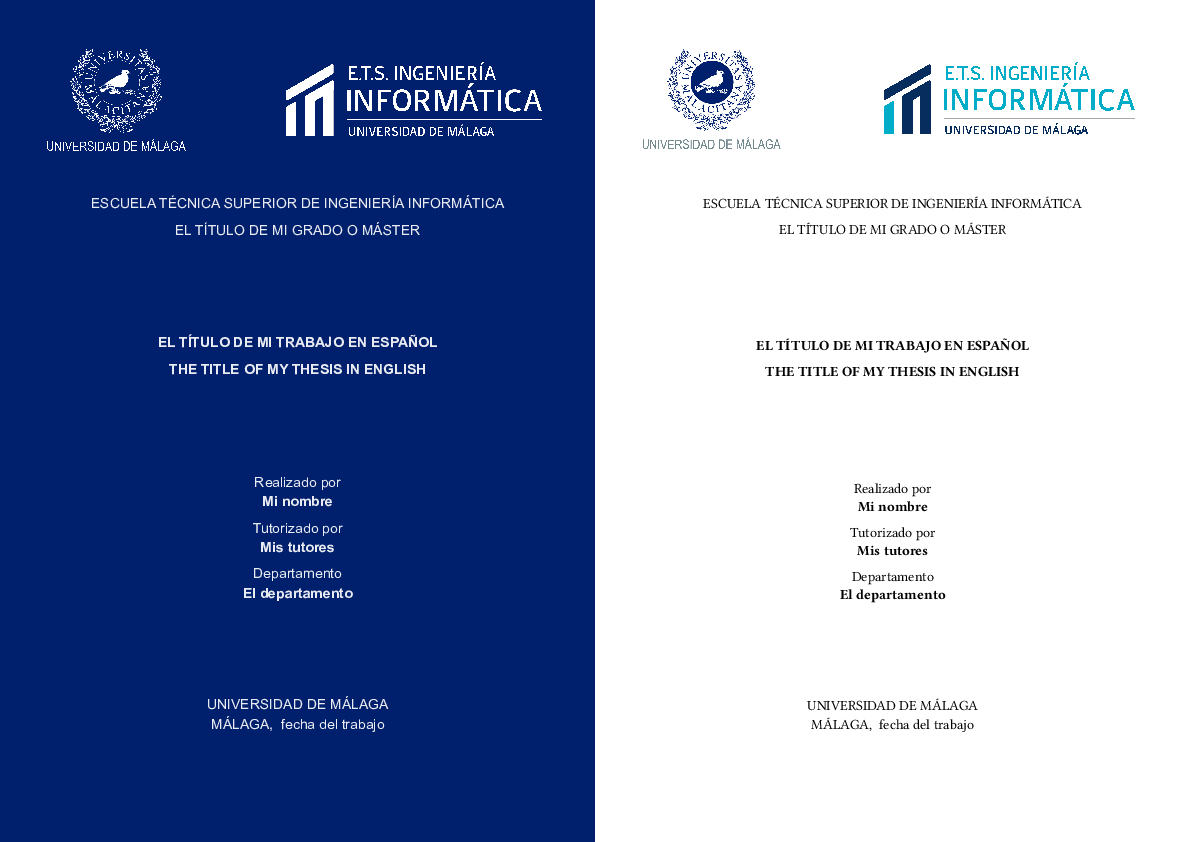 UNIVERSITAS MALACITANA
UNIVERSIDAD DE MÁLAGA
E.T.S. INGENIERÍA
INFORMÁTICA
UNIVERSIDAD DE MÁLAGA
ESCUELA TÉCNICA SUPERIOR DE INGENIERÍA INFORMÁTICA
EL TÍTULO DE MI GRADO O MÁSTER
EL TÍTULO DE MI TRABAJO EN ESPAÑOL
THE TITLE OF MY THESIS IN ENGLISH
Realizado por
Mi nombre
Tutorizado por
Mis tutores
Departamento
El departamento
UNIVERSIDAD DE MÁLAGA
MÁLAGA, fecha del trabajo
UNIVERSITAS MALACITANA
UNIVERSIDAD DE MÁLAGA
E.T.S. INGENIERÍA
INFORMÁTICA
UNIVERSIDAD DE MÁLAGA
ESCUELA TÉCNICA SUPERIOR DE INGENIERÍA INFORMÁTICA
EL TÍTULO DE MI GRADO O MÁSTER
EL TÍTULO DE MI TRABAJO EN ESPAÑOL
THE TITLE OF MY THESIS IN ENGLISH
Realizado por
Mi nombre
Tutorizado por
Mis tutores
Departamento
El departamento
UNIVERSIDAD DE MÁLAGA
MÁLAGA, fecha del trabajo